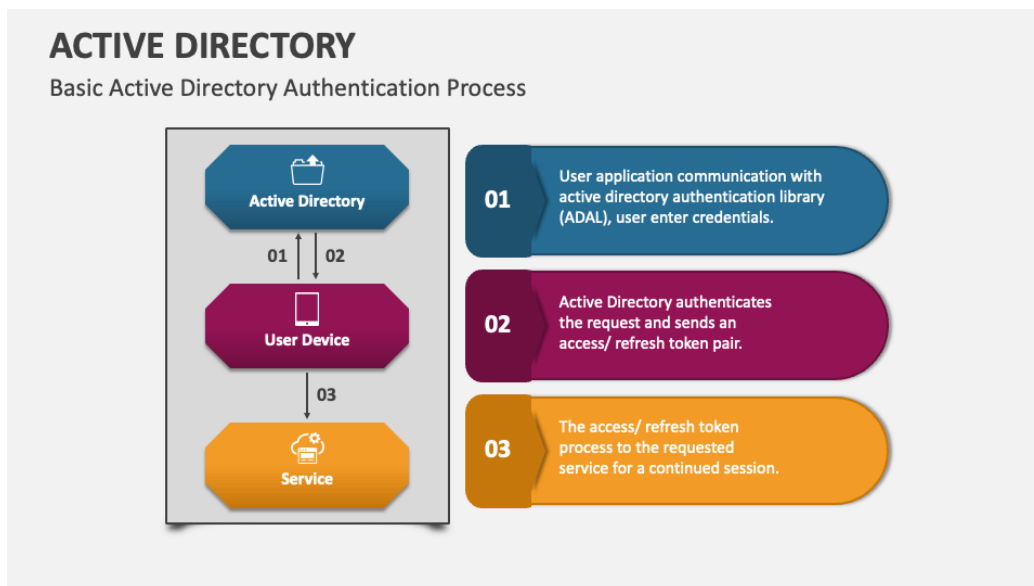 ACTIVE DIRECTORY
Basic Active Directory Authentication Process
Active Directory
01
02
User Device
03
Service
01
User application communication with
active directory authentication library
(ADAL), user enter credentials.
02
Active Directory authenticates
the request and sends an
access/ refresh token pair.
03
The access/ refresh token
process to the requested
service for a continued session.